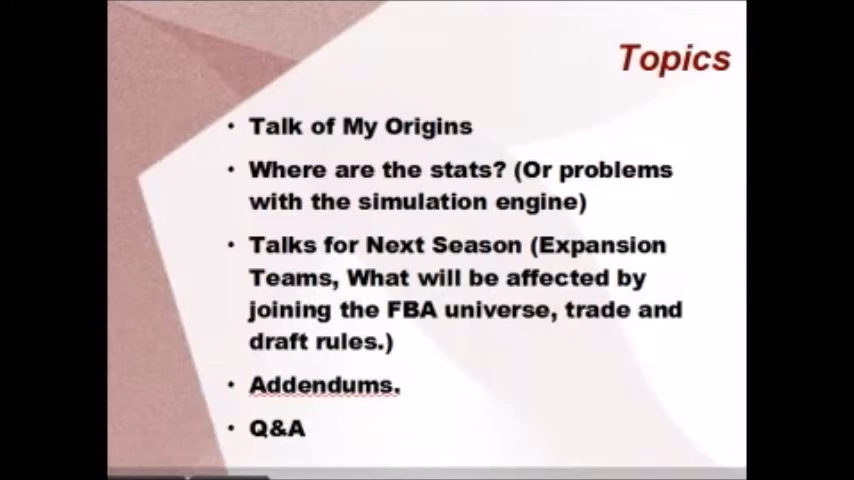 Topics
• Talk of My Origins
• Where are the stats? (Or problems
with the simulation engine)
• Talks for Next Season (Expansion
Teams, What will be affected by
joining the FBA universe, trade and
draft rules.)
• Addendums.
• Q&A